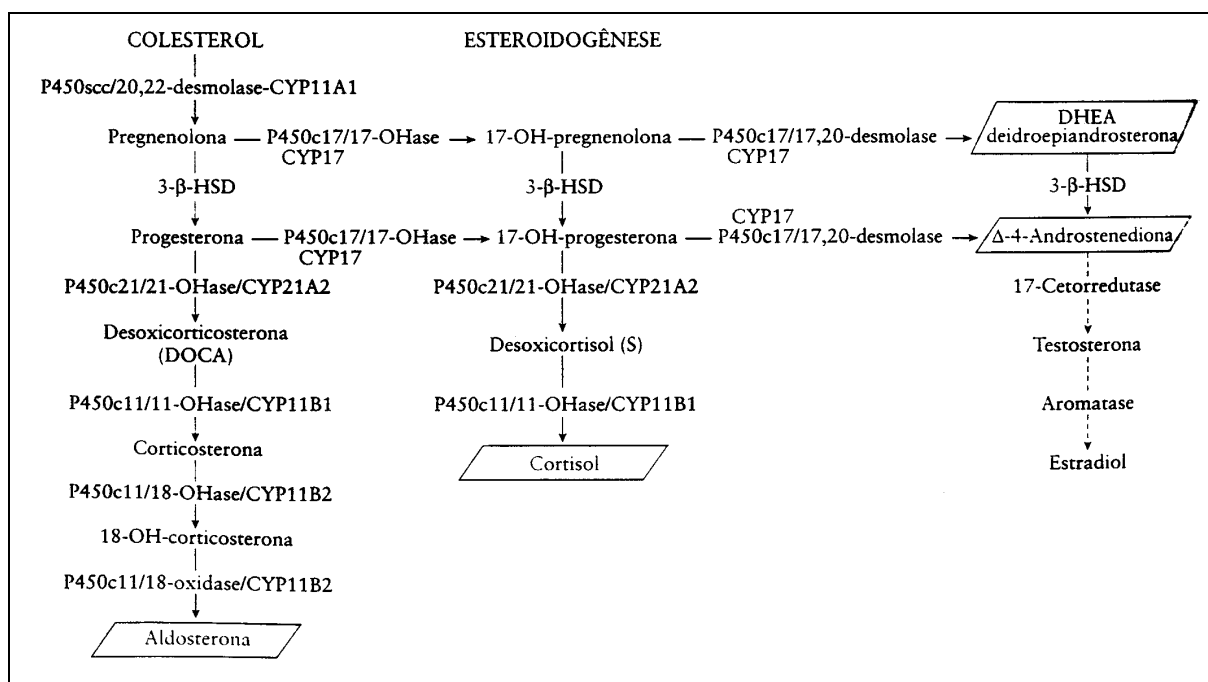 COLESTEROL ESTEROIDOGÊNESE
P450scc/20,22-desmolase-CYP11A1
Pregnenolona P450c17/17-OHase 17-OH-pregnenolona P450c17/17,20-desmolase DHEA
CYP17 CYP17 deidroepiandrosterona
3-β-HSD 3-β-HSD 3-β-HSD
CYP17
Progesterona P450c17/17-OHase 17-OH-progesterona P450c17/17,20-desmolase Δ-4-Androstenediona
CYP17
P450c21/21-OHase/CYP21A2 P450c21/21-OHase/CYP21A2 17-Cetorredutase
Desoxicorticosterona Desoxicortisol (S) Testosterona
(DOCA)
P450c11/11-OHase/CYP11B1 P450c11/11-OHase/CYP11B1 Aromatase
Corticosterona Cortisol Estradiol
P450c11/18-OHase/CYP11B2
18-OH-corticosterona
P450c11/18-oxidase/CYP11B2
Aldosterona